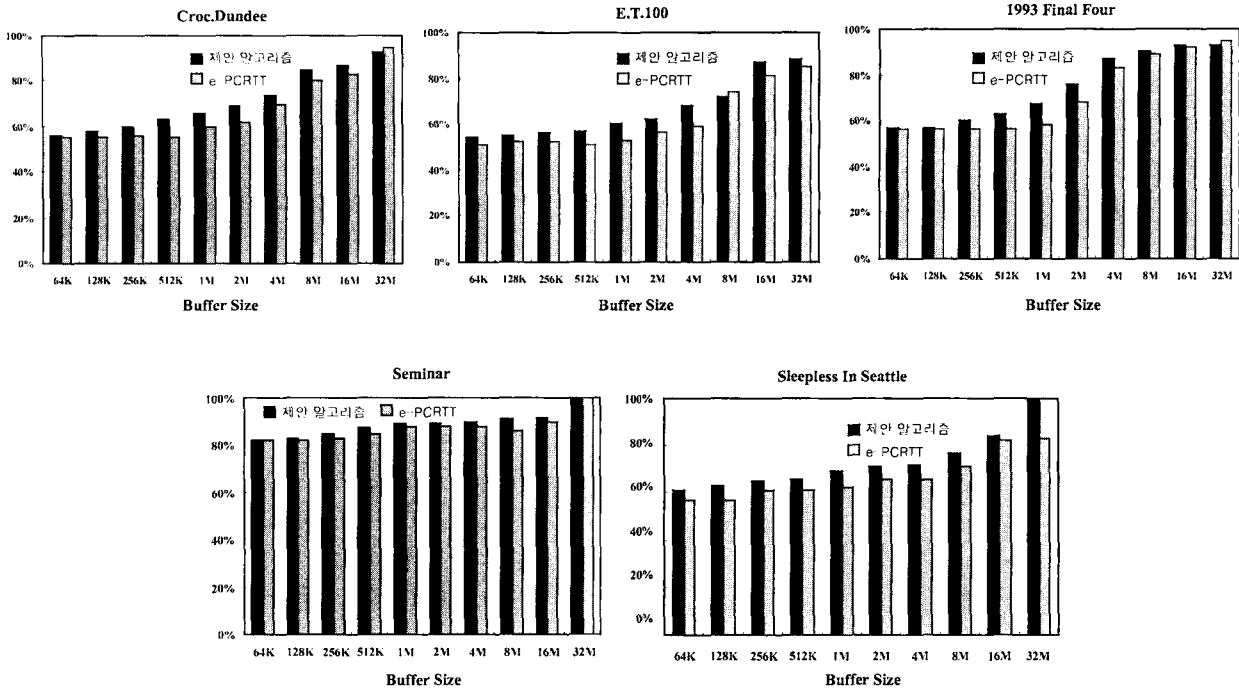 Croc.Dundee
100%
80%
60%
40%
20%
0%
제안 알고리즘
e-PCRTT
64K 128K 256K 512K 1M 2M 4M 8M 16M 32M
Buffer Size
E.T.100
100%
80%
60%
40%
20%
0%
제안 알고리즘
e-PCRTT
64K 128K 256K 512K 1M 2M 4M 8M 16M 32M
Buffer Size
1993 Final Four
100%
80%
60%
40%
20%
0%
제안 알고리즘
e-PCRTT
64K 128K 256K 512K 1M 2M 4M 8M 16M 32M
Buffer Size
Seminar
100%
80%
60%
40%
20%
0%
제안 알고리즘 e-PCRTT
64K 128K 256K 512K 1M 2M 4M 8M 16M 32M
Buffer Size
Sleepless In Seattle
100%
80%
60%
40%
20%
0%
제안 알고리즘
e-PCRTT
64K 128K 256K 512K 1M 2M 4M 8M 16M 32M
Buffer Size